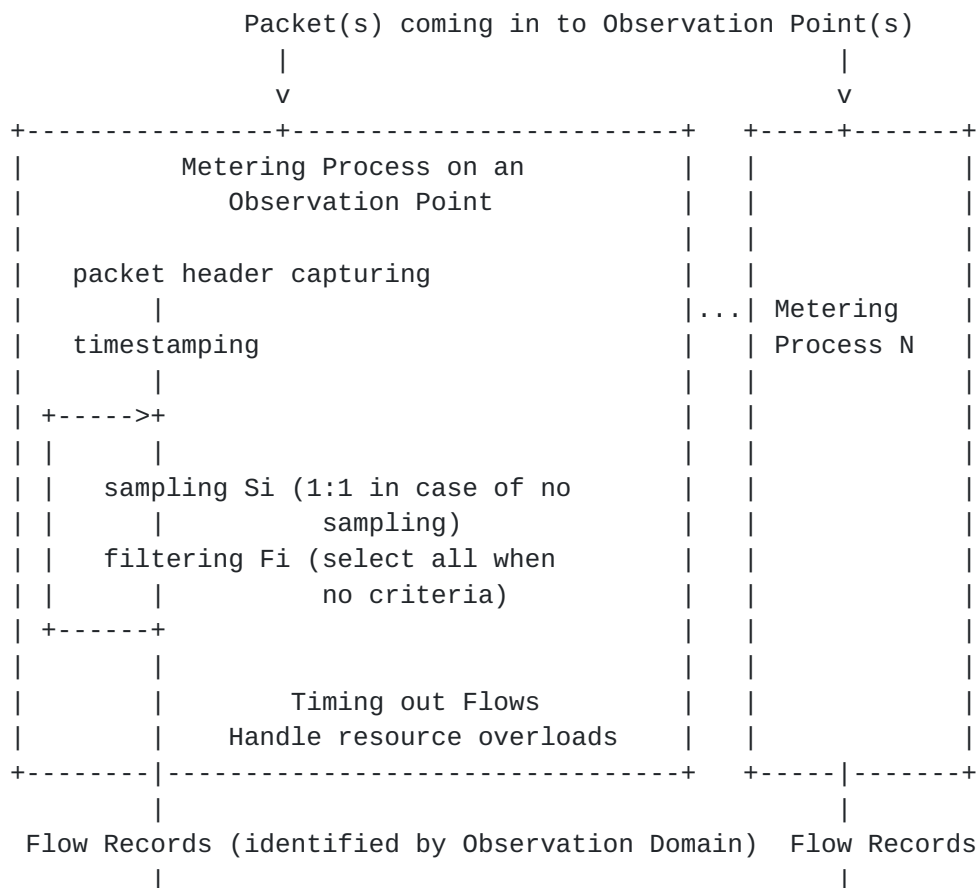 Packet(s) coming in to Observation Point(s)
Metering Process on an
Observation Point
packet header capturing
... Metering
timestamping Process N
sampling Si (1:1 in case of no
sampling)
filtering Fi (select all when
no criteria)
Timing out Flows
Handle resource overloads
Flow Records (identified by Observation Domain) Flow Records